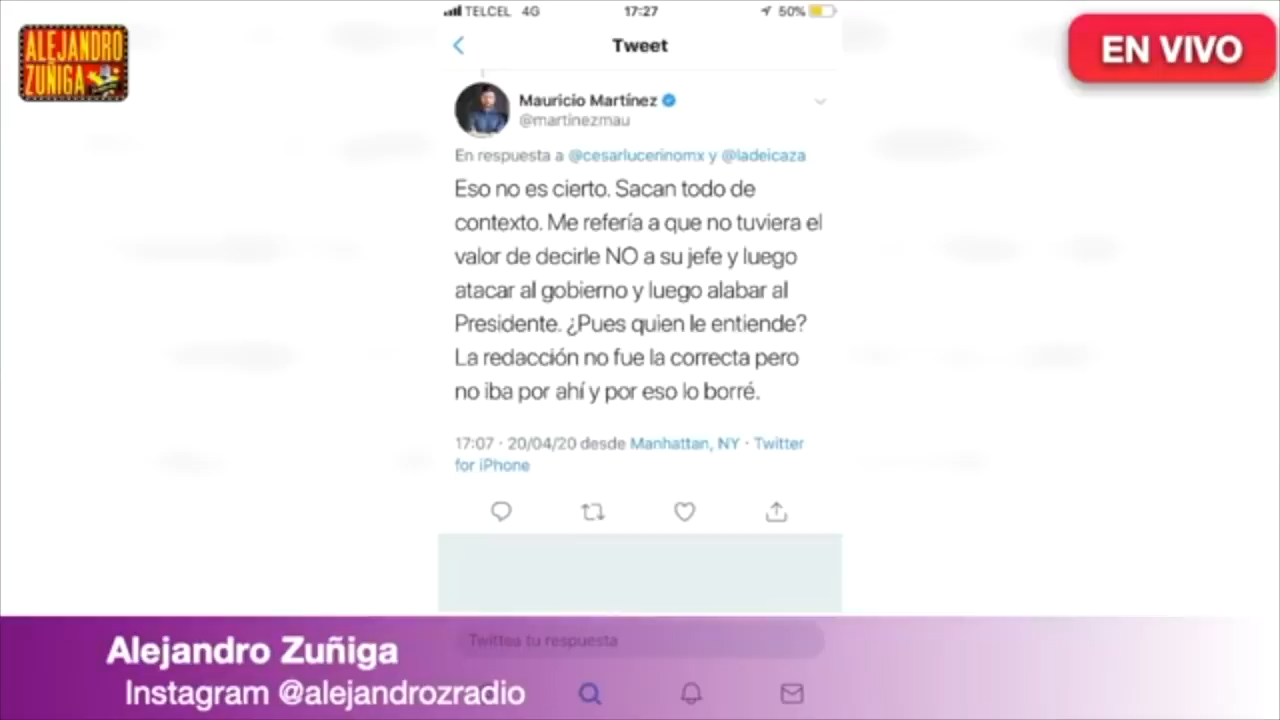 TELCEL 4G 17:27 50%
Tweet
ALEJANDRO
ZUÑIGA
EN VIVO
Mauricio Martínez
@martinezmau
En respuesta a @cesarlucerinomx y @ladeicaza
Eso no es cierto. Sacan todo de
contexto. Me refería a que no tuviera el
valor de decirle NO a su jefe y luego
atacar al gobierno y luego alabar al
Presidente. ¿Pues quien le entiende?
La redacción no fue la correcta pero
no iba por ahí y por eso lo borré.
17:07 · 20/04/20 desde Manhattan, NY · Twitter
for iPhone
Twittea tu respuesta
Alejandro Zuñiga
Instagram @alejandrozradio